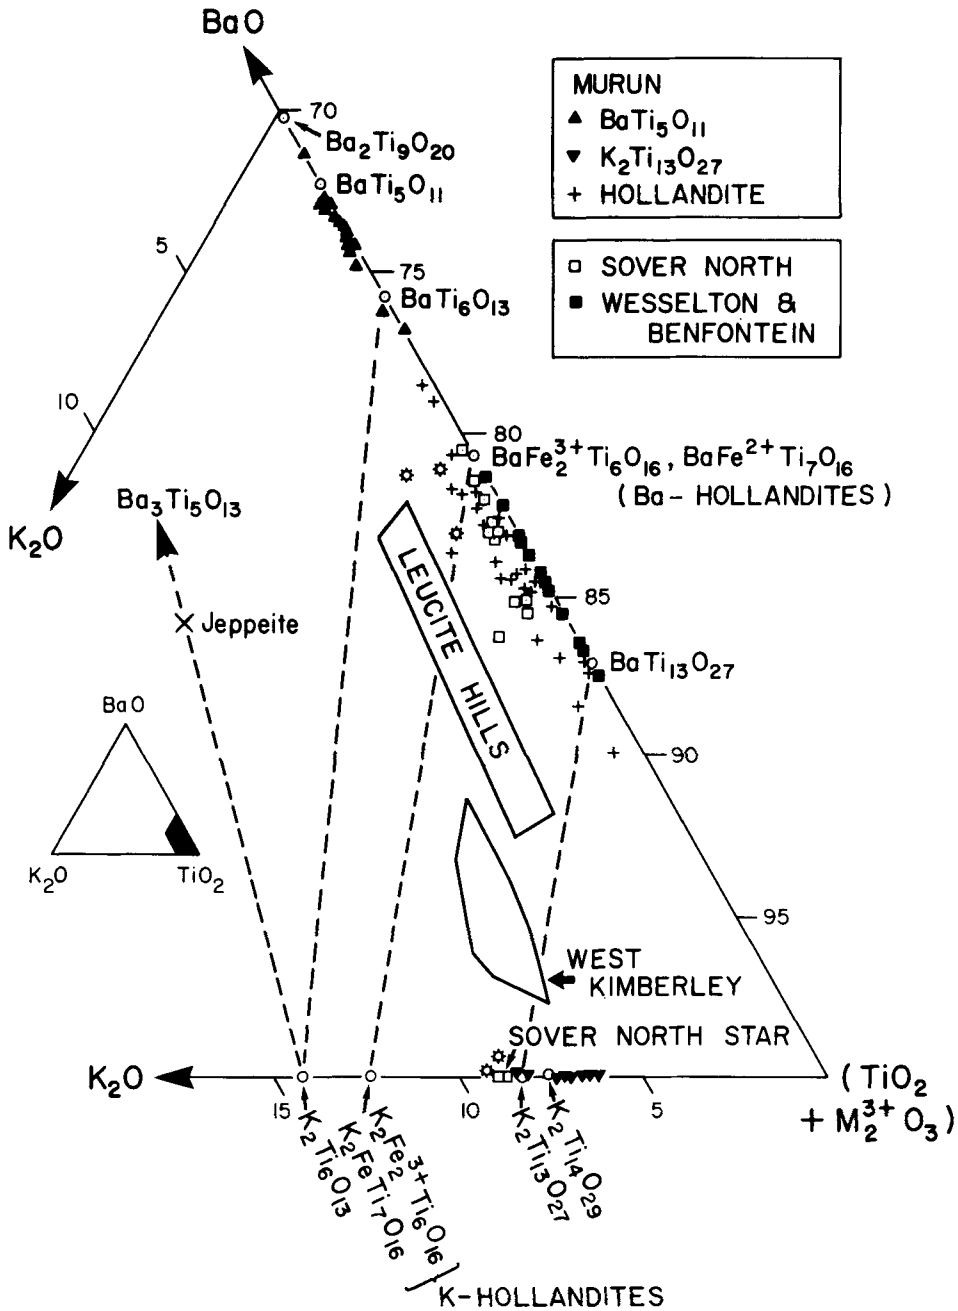 BaO
70
Ba₂Ti₉O₂₀
BaTi₅O₁₁
5
75
BaTi₆O₁₃
10
K₂O
MURUN
▲ BaTi₅O₁₁
▼ K₂Ti₁₃O₂₇
+ HOLLANDITE
□ SOVER NORTH
■ WESSELTON &
BENFONTEIN
80
BaFe₂³⁺Ti₆O₁₆, BaFe²⁺Ti₇O₁₆
(Ba-HOLLANDITES)
Ba₃Ti₅O₁₃
Jeppeite
LEUCITE HILLS
85
BaTi₁₃O₂₇
BaO
K₂O
TiO₂
90
95
WEST
KIMBERLEY
SOVER NORTH STAR
K₂O
15
10
5
(TiO₂
+ M₂³⁺O₃)
K₂Ti₆O₁₃
K₂FeTi₇O₁₆
K₂Fe₂³⁺Ti₆O₁₆
K₂Ti₁₃O₂₇
K₂Ti₁₄O₂₉
K-HOLLANDITES